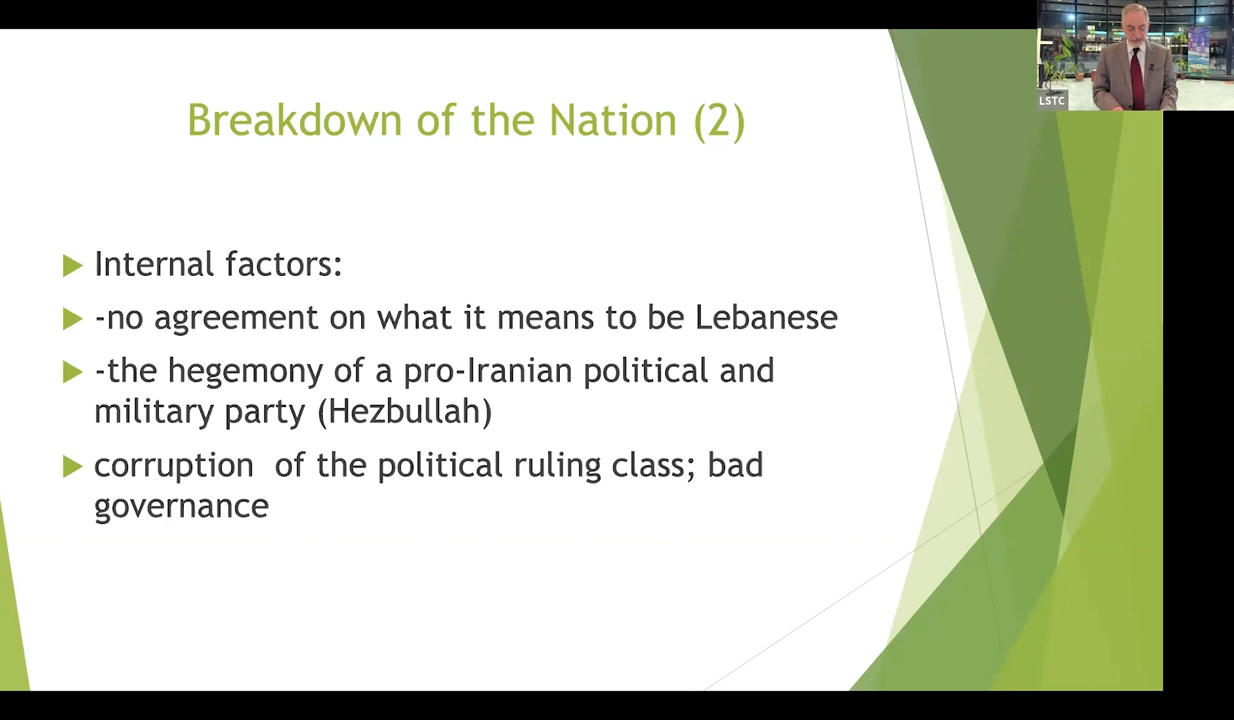 LSTC
Breakdown of the Nation (2)
Internal factors:
-no agreement on what it means to be Lebanese
-the hegemony of a pro-Iranian political and
military party (Hezbullah)
corruption  of the political ruling class; bad
governance